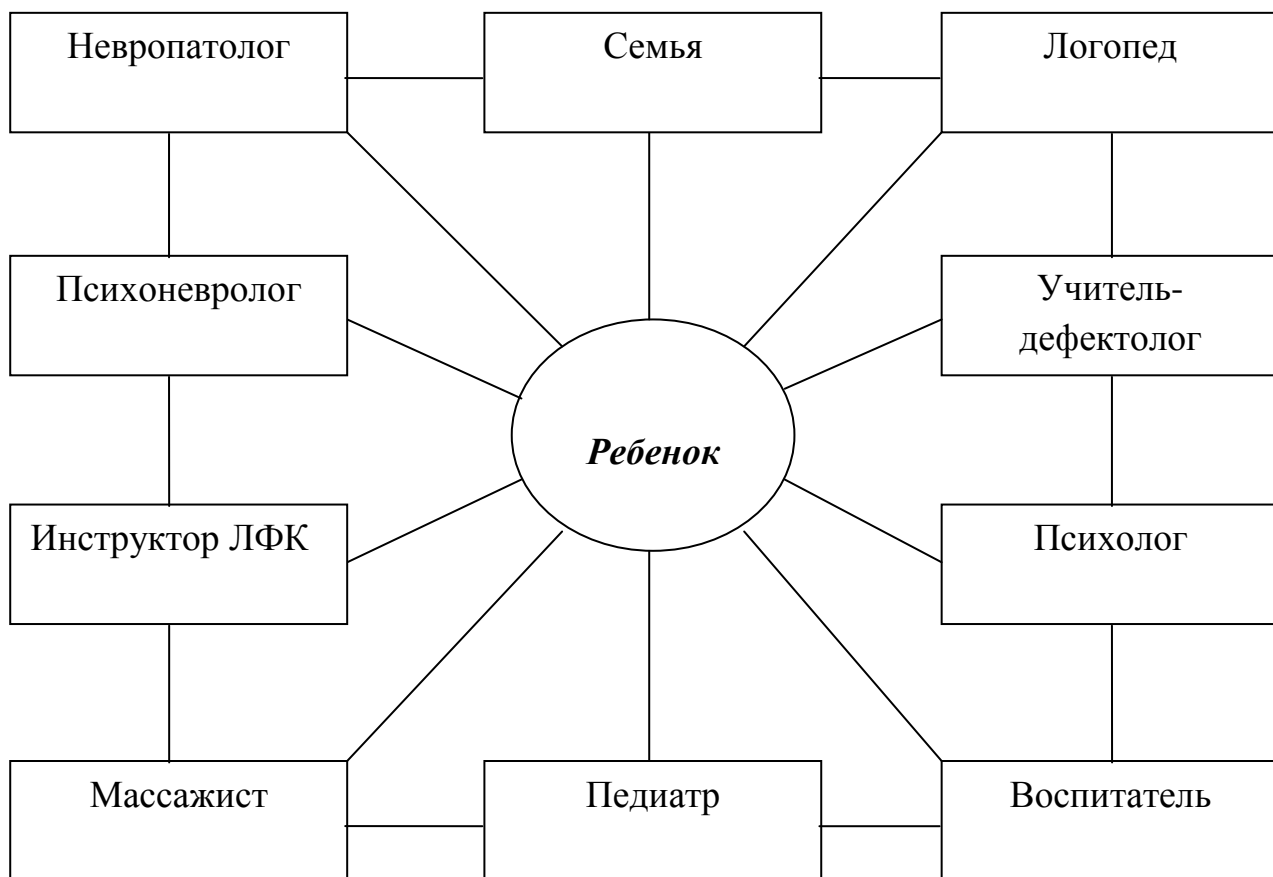 Невропатолог
Семья
Логопед
Психоневролог
Учитель-
дефектолог
Ребенок
Инструктор ЛФК
Психолог
Массажист
Педиатр
Воспитатель